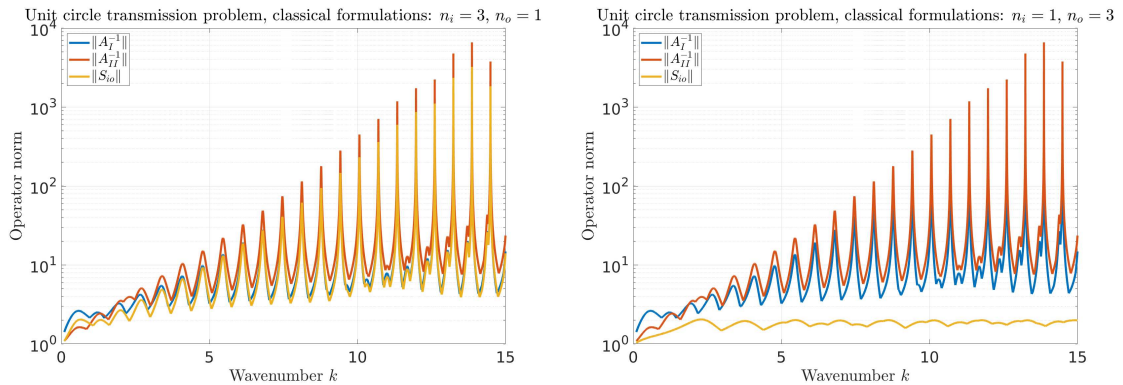 Unit circle transmission problem, classical formulations: $n_i = 3, n_o = 1$
10^4
10^3
10^2
10^1
10^0
‖A_I^{-1}‖
‖A_{II}^{-1}‖
‖S_{io}‖
Operator norm
0 5 10 15
Wavenumber k
Unit circle transmission problem, classical formulations: $n_i = 1, n_o = 3$
10^4
10^3
10^2
10^1
10^0
‖A_I^{-1}‖
‖A_{II}^{-1}‖
‖S_{io}‖
Operator norm
0 5 10 15
Wavenumber k